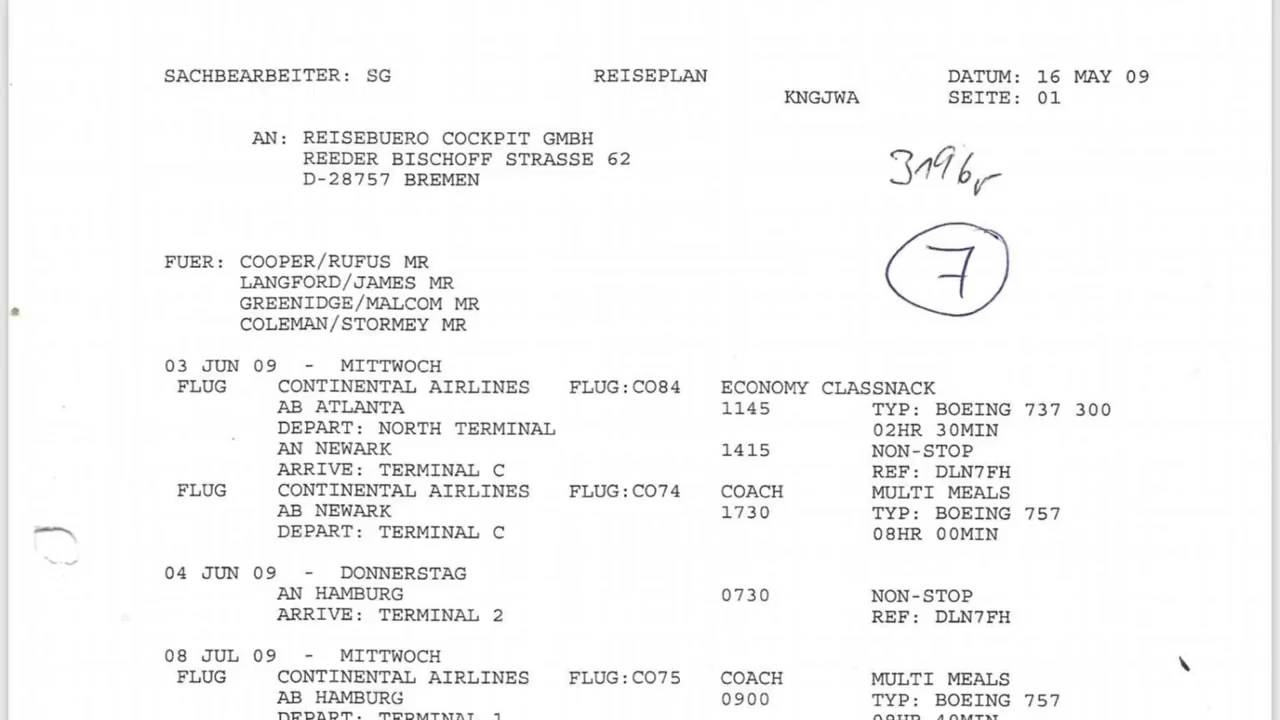 SACHBEARBEITER: SG REISEPLAN DATUM: 16 MAY 09
KNGJWA SEITE: 01
AN: REISEBUERO COCKPIT GMBH
REEDER BISCHOFF STRASSE 62
D-28757 BREMEN
7
FUER: COOPER/RUFUS MR
LANGFORD/JAMES MR
GREENIDGE/MALCOM MR
COLEMAN/STORMEY MR
03 JUN 09 - MITTWOCH
FLUG CONTINENTAL AIRLINES FLUG:CO84 ECONOMY CLASSNACK
AB ATLANTA 1145 TYP: BOEING 737 300
DEPART: NORTH TERMINAL 02HR 30MIN
AN NEWARK 1415 NON-STOP
ARRIVE: TERMINAL C REF: DLN7FH
FLUG CONTINENTAL AIRLINES FLUG:CO74 COACH MULTI MEALS
AB NEWARK 1730 TYP: BOEING 757
DEPART: TERMINAL C 08HR 00MIN
04 JUN 09 - DONNERSTAG
AN HAMBURG 0730 NON-STOP
ARRIVE: TERMINAL 2 REF: DLN7FH
08 JUL 09 - MITTWOCH
FLUG CONTINENTAL AIRLINES FLUG:CO75 COACH MULTI MEALS
AB HAMBURG 0900 TYP: BOEING 757
DEPART: TERMINAL 1 08HR 40MIN